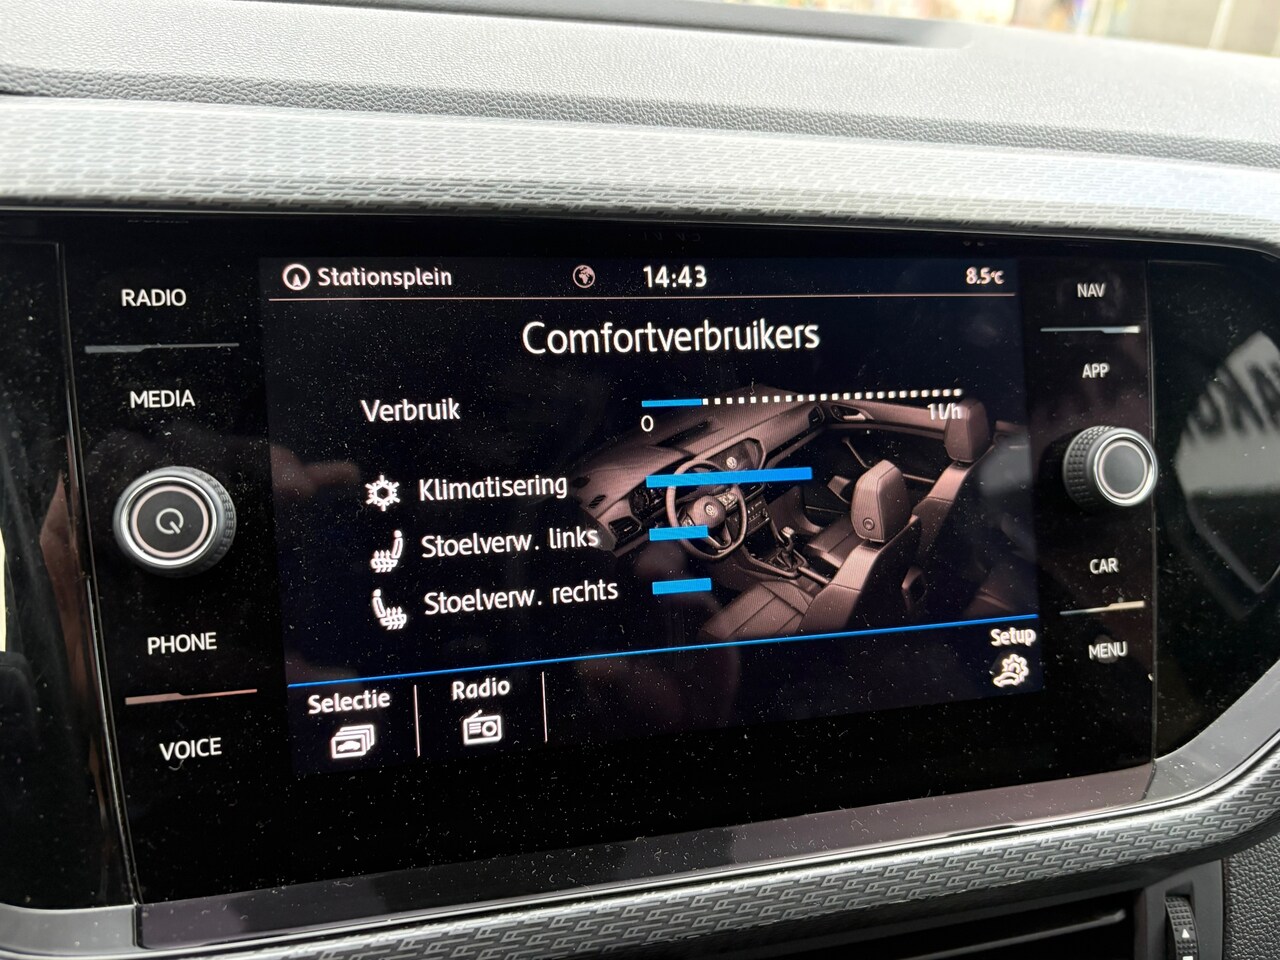 RADIO
MEDIA
PHONE
VOICE
Stationsplein
14:43
8.5°C
Comfortverbruikers
Verbruik
0
1 l/h
Klimatisering
Stoelverw. links
Stoelverw. rechts
Setup
Selectie
Radio
NAV
APP
CAR
MENU